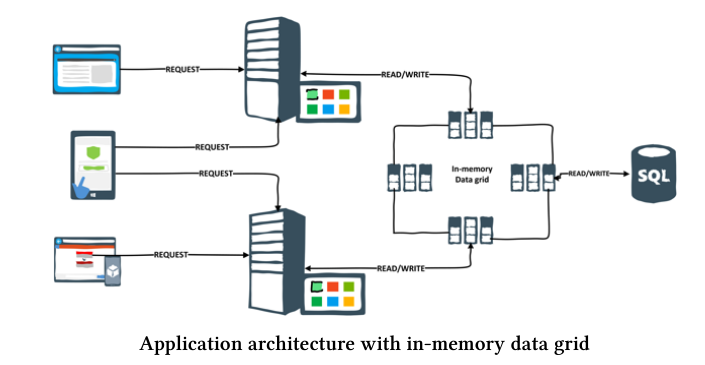 REQUEST
READ/WRITE
REQUEST
REQUEST
In-memory
Data grid
READ/WRITE
SQL
REQUEST
READ/WRITE
Application architecture with in-memory data grid